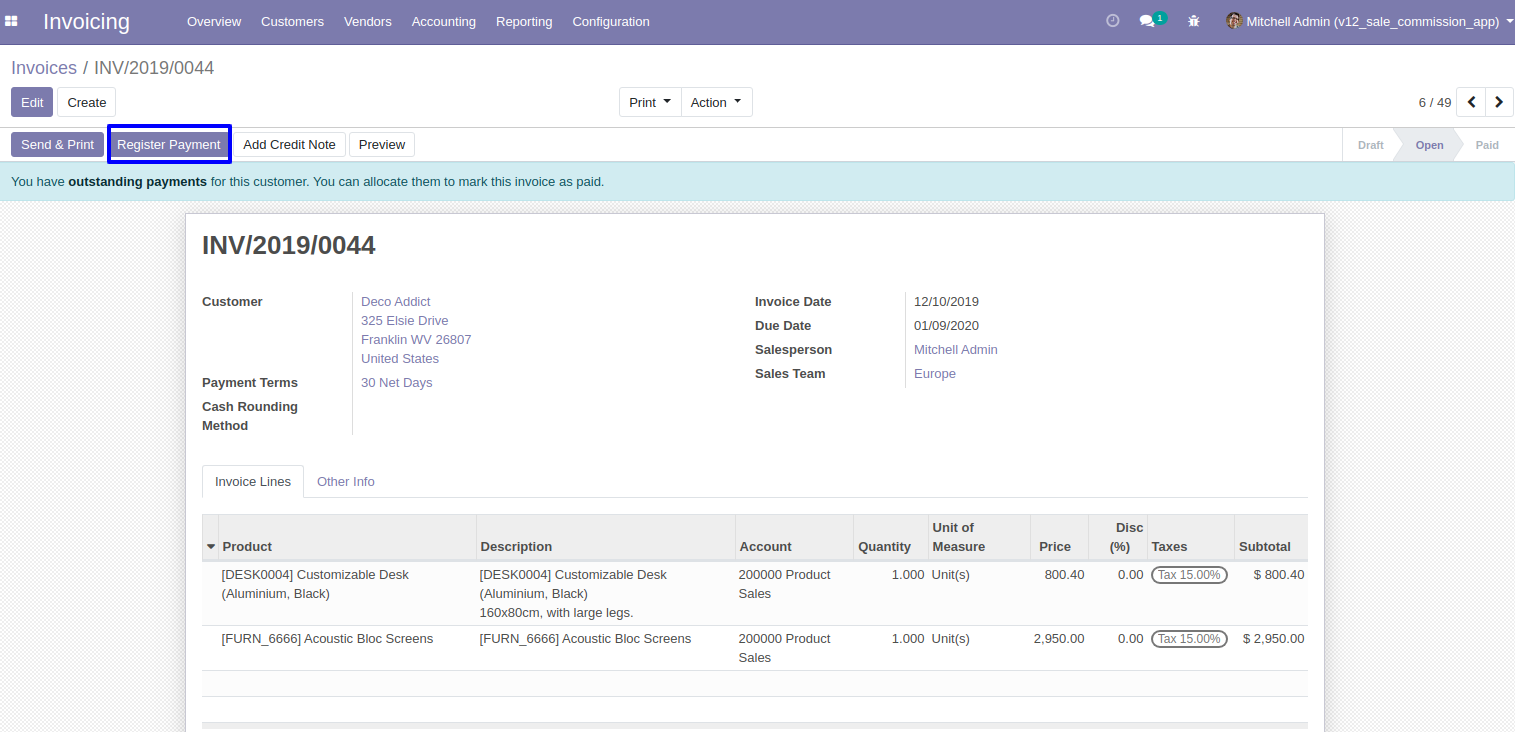 Invoicing Overview Customers Vendors Accounting Reporting Configuration 1 Mitchell Admin (v12_sale_commission_app)
Invoices / INV/2019/0044
Edit Create Print Action 6 / 49
Send & Print Register Payment Add Credit Note Preview Draft Open Paid
You have outstanding payments for this customer. You can allocate them to mark this invoice as paid.
INV/2019/0044
Customer Deco Addict
325 Elsie Drive
Franklin WV 26807
United States
Payment Terms 30 Net Days
Cash Rounding
Method
Invoice Date 12/10/2019
Due Date 01/09/2020
Salesperson Mitchell Admin
Sales Team Europe
Invoice Lines Other Info
Product Description Account Quantity Unit of Measure Price Disc (%) Taxes Subtotal
[DESK0004] Customizable Desk [DESK0004] Customizable Desk 200000 Product 1.000 Unit(s) 800.40 0.00 Tax 15.00% $ 800.40
(Aluminium, Black) (Aluminium, Black) Sales
160x80cm, with large legs.
[FURN_6666] Acoustic Bloc Screens [FURN_6666] Acoustic Bloc Screens 200000 Product 1.000 Unit(s) 2,950.00 0.00 Tax 15.00% $ 2,950.00
Sales